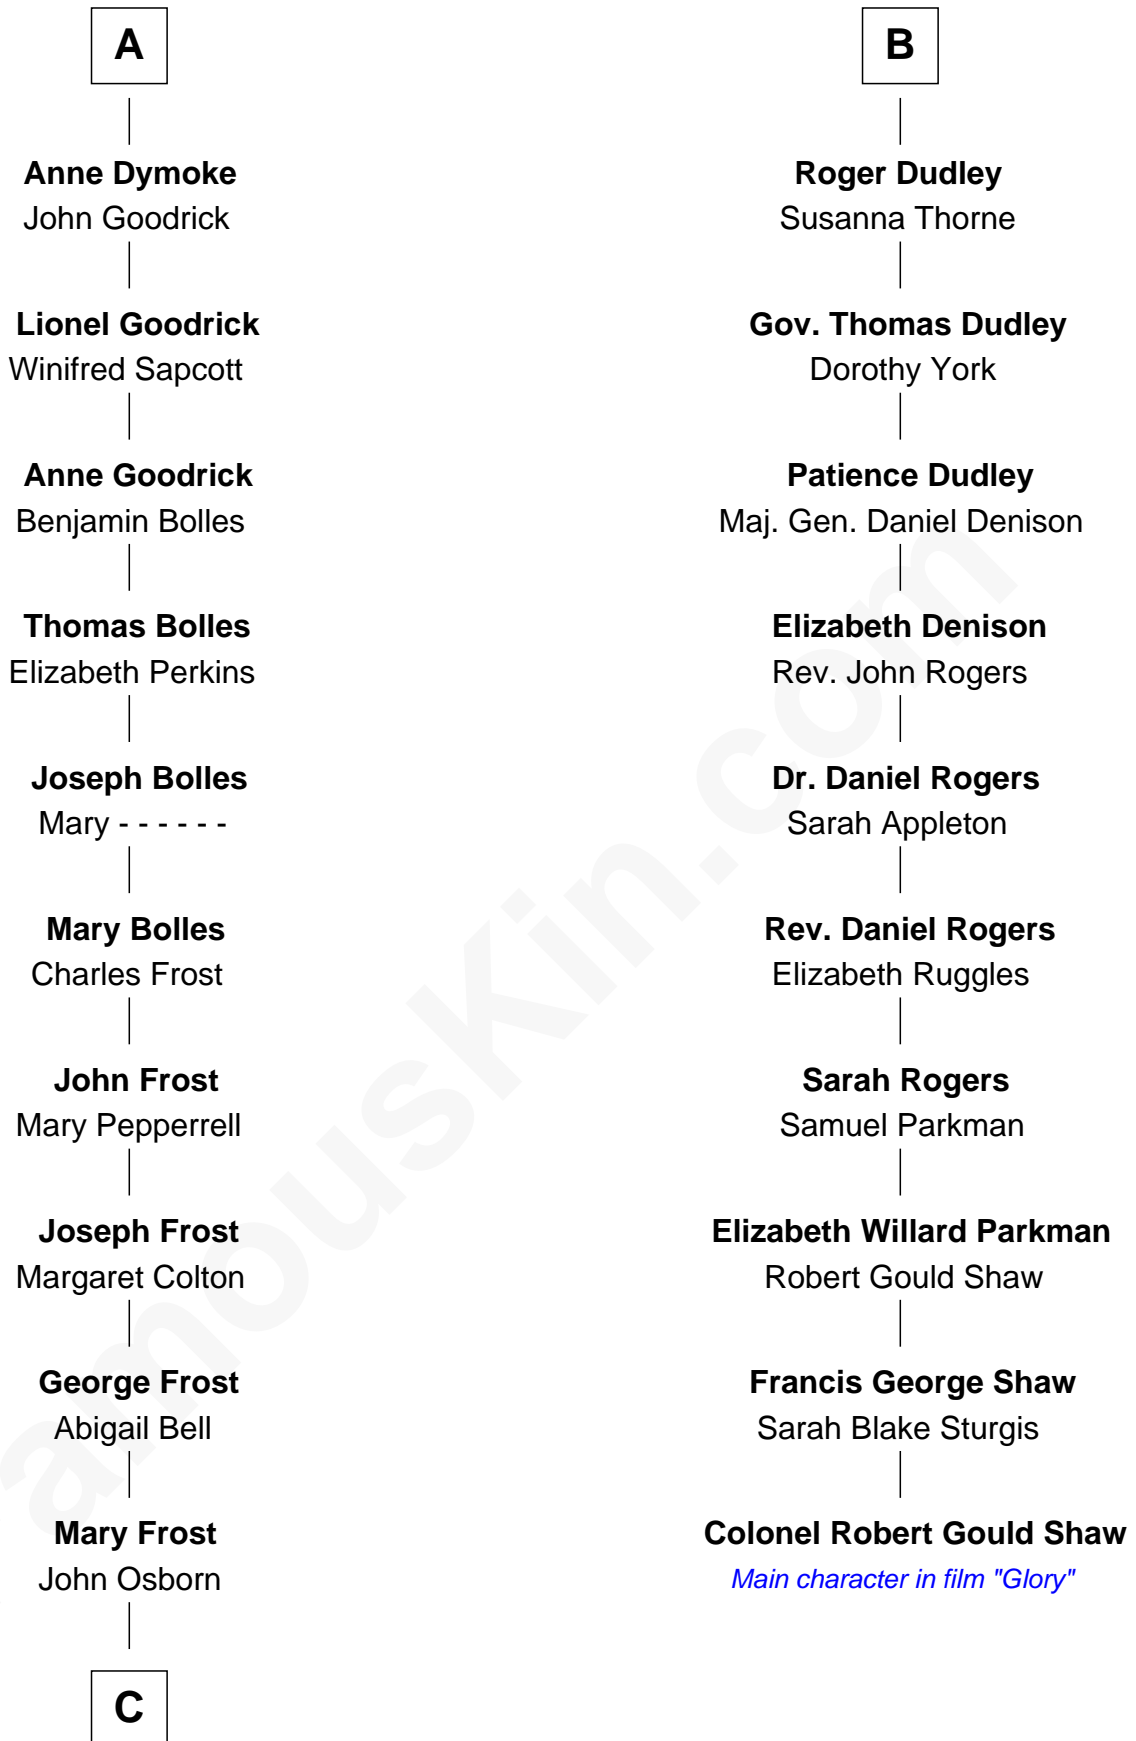 A
Anne Dymoke
John Goodrick
Lionel Goodrick
Winifred Sapcott
Anne Goodrick
Benjamin Bolles
Thomas Bolles
Elizabeth Perkins
Joseph Bolles
Mary - - - - - -
Mary Bolles
Charles Frost
John Frost
Mary Pepperrell
Joseph Frost
Margaret Colton
George Frost
Abigail Bell
Mary Frost
John Osborn
C
B
Roger Dudley
Susanna Thorne
Gov. Thomas Dudley
Dorothy York
Patience Dudley
Maj. Gen. Daniel Denison
Elizabeth Denison
Rev. John Rogers
Dr. Daniel Rogers
Sarah Appleton
Rev. Daniel Rogers
Elizabeth Ruggles
Sarah Rogers
Samuel Parkman
Elizabeth Willard Parkman
Robert Gould Shaw
Francis George Shaw
Sarah Blake Sturgis
Colonel Robert Gould Shaw
Main character in film "Glory"
amousKin.com